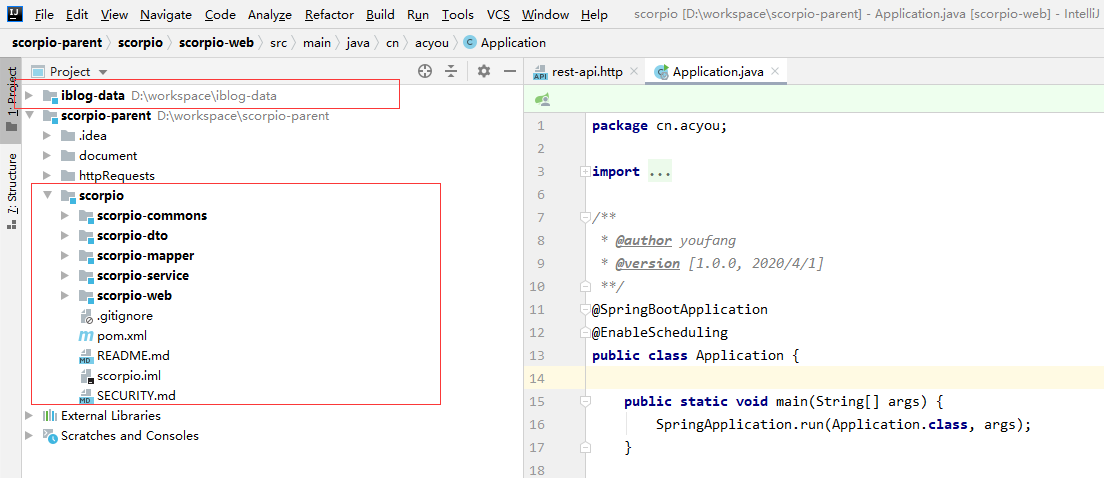 File Edit View Navigate Code Analyze Refactor Build Run Tools VCS Window Help scorpio [D:\workspace\scorpio-parent] - Application.java [scorpio-web] - IntelliJ
scorpio-parent scorpio scorpio-web src main java cn acyou Application
1: Project
7: Structure
Project
iblog-data D:\workspace\iblog-data
scorpio-parent D:\workspace\scorpio-parent
.idea
document
httpRequests
scorpio
scorpio-commons
scorpio-dto
scorpio-mapper
scorpio-service
scorpio-web
.gitignore
pom.xml
README.md
scorpio.iml
SECURITY.md
External Libraries
Scratches and Consoles
rest-api.http Application.java
1 package cn.acyou;
2
3 import ...
6
7 /**
8 * @author youfang
9 * @version [1.0.0, 2020/4/1]
10 **/
11 @SpringBootApplication
12 @EnableScheduling
13 public class Application {
14
15 public static void main(String[] args) {
16 SpringApplication.run(Application.class, args);
17 }
18